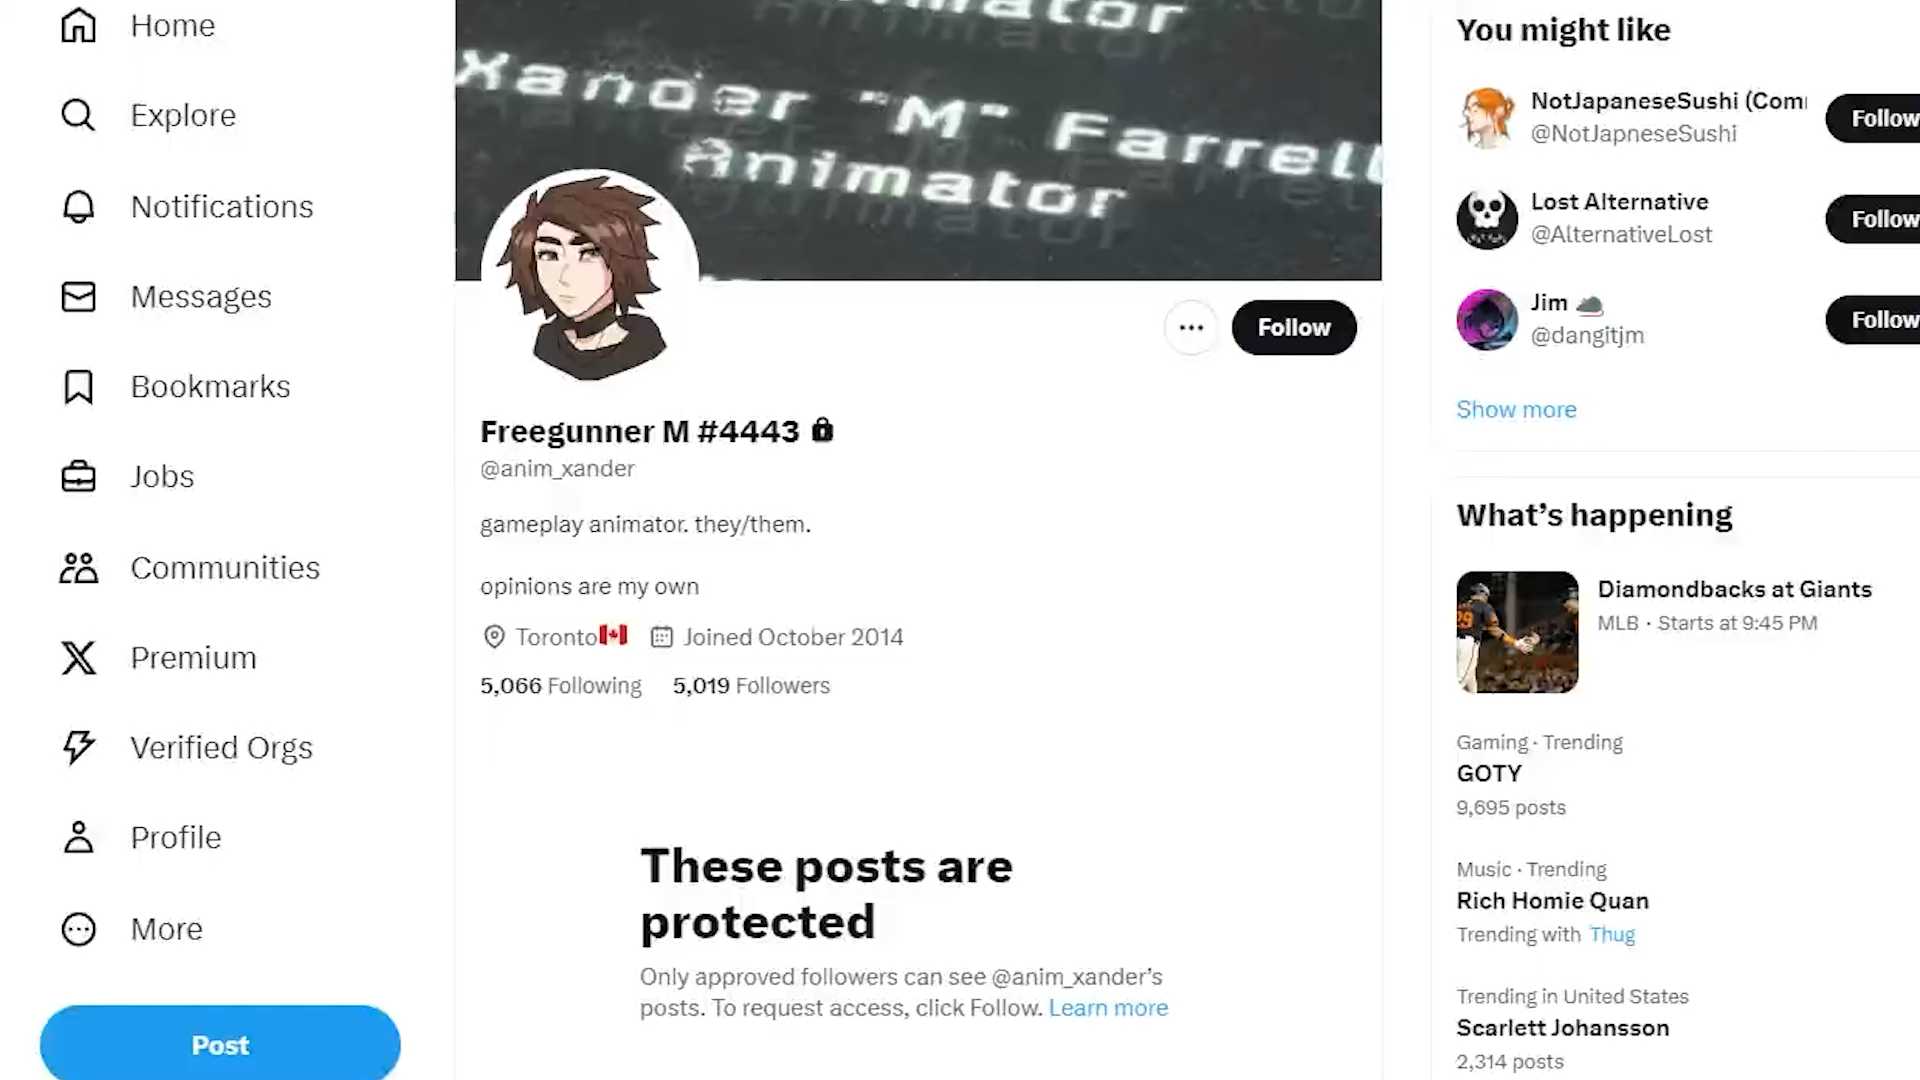 Home
Explore
Notifications
Messages
Bookmarks
Jobs
Communities
Premium
Verified Orgs
Profile
More
Post
Xander "M" Farrell
Animator
Follow
Freegunner M #4443
@anim_xander
gameplay animator. they/them.
opinions are my own
Toronto🇨🇦 Joined October 2014
5,066 Following 5,019 Followers
These posts are
protected
Only approved followers can see @anim_xander’s
posts. To request access, click Follow. Learn more
You might like
NotJapaneseSushi (Com
@NotJapneseSushi
Follow
Lost Alternative
@AlternativeLost
Follow
Jim
@dangitjm
Follow
Show more
What’s happening
Diamondbacks at Giants
MLB · Starts at 9:45 PM
Gaming · Trending
GOTY
9,695 posts
Music · Trending
Rich Homie Quan
Trending with Thug
Trending in United States
Scarlett Johansson
2,314 posts